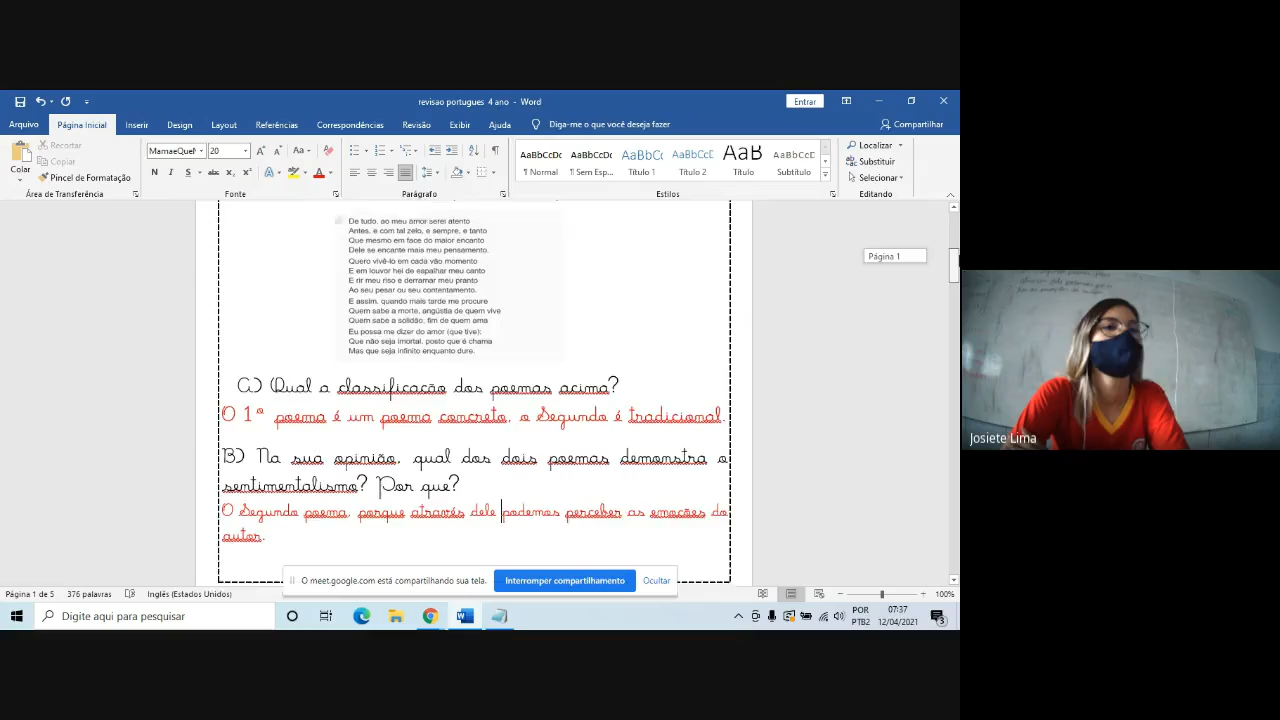 revisao portugues 4 ano - Word
Entrar
Arquivo Página Inicial Inserir Design Layout Referências Correspondências Revisão Exibir Ajuda Diga-me o que você deseja fazer Compartilhar
Colar
Recortar
Copiar
Pincel de Formatação
MamaeQueN 20
Aa
N I S abc
AaBbCcDc AaBbCcDc AaBbCc AaBbCcC AaB AaBbCcC
¶ Normal ¶ Sem Esp... Título 1 Título 2 Título Subtítulo
Localizar
Substituir
Selecionar
Área de Transferência Fonte Parágrafo Estilos Editando
De tudo, ao meu amor serei atento
Antes, e com tal zelo, e sempre, e tanto
Que mesmo em face do maior encanto
Dele se encante mais meu pensamento.
Quero vivê-lo em cada vão momento
E em louvor hei de espalhar meu canto
E rir meu riso e derramar meu pranto
Ao seu pesar ou seu contentamento.
E assim, quando mais tarde me procure
Quem sabe a morte, angústia de quem vive
Quem sabe a solidão, fim de quem ama
Eu possa me dizer do amor (que tive):
Que não seja imortal, posto que é chama
Mas que seja infinito enquanto dure.
Página 1
A) Qual a classificação dos poemas acima?
O 1º poema é um poema concreto, o Segundo é tradicional.
B) Na sua opinião, qual dos dois poemas demonstra o
sentimentalismo? Por que?
O Segundo poema, porque através dele podemos perceber as emoções do
autor.
Josiete Lima
O meet.google.com está compartilhando sua tela. Interromper compartilhamento Ocultar
Página 1 de 5 376 palavras Inglês (Estados Unidos) 100%
Digite aqui para pesquisar
POR
PTB2
07:37
12/04/2021
3